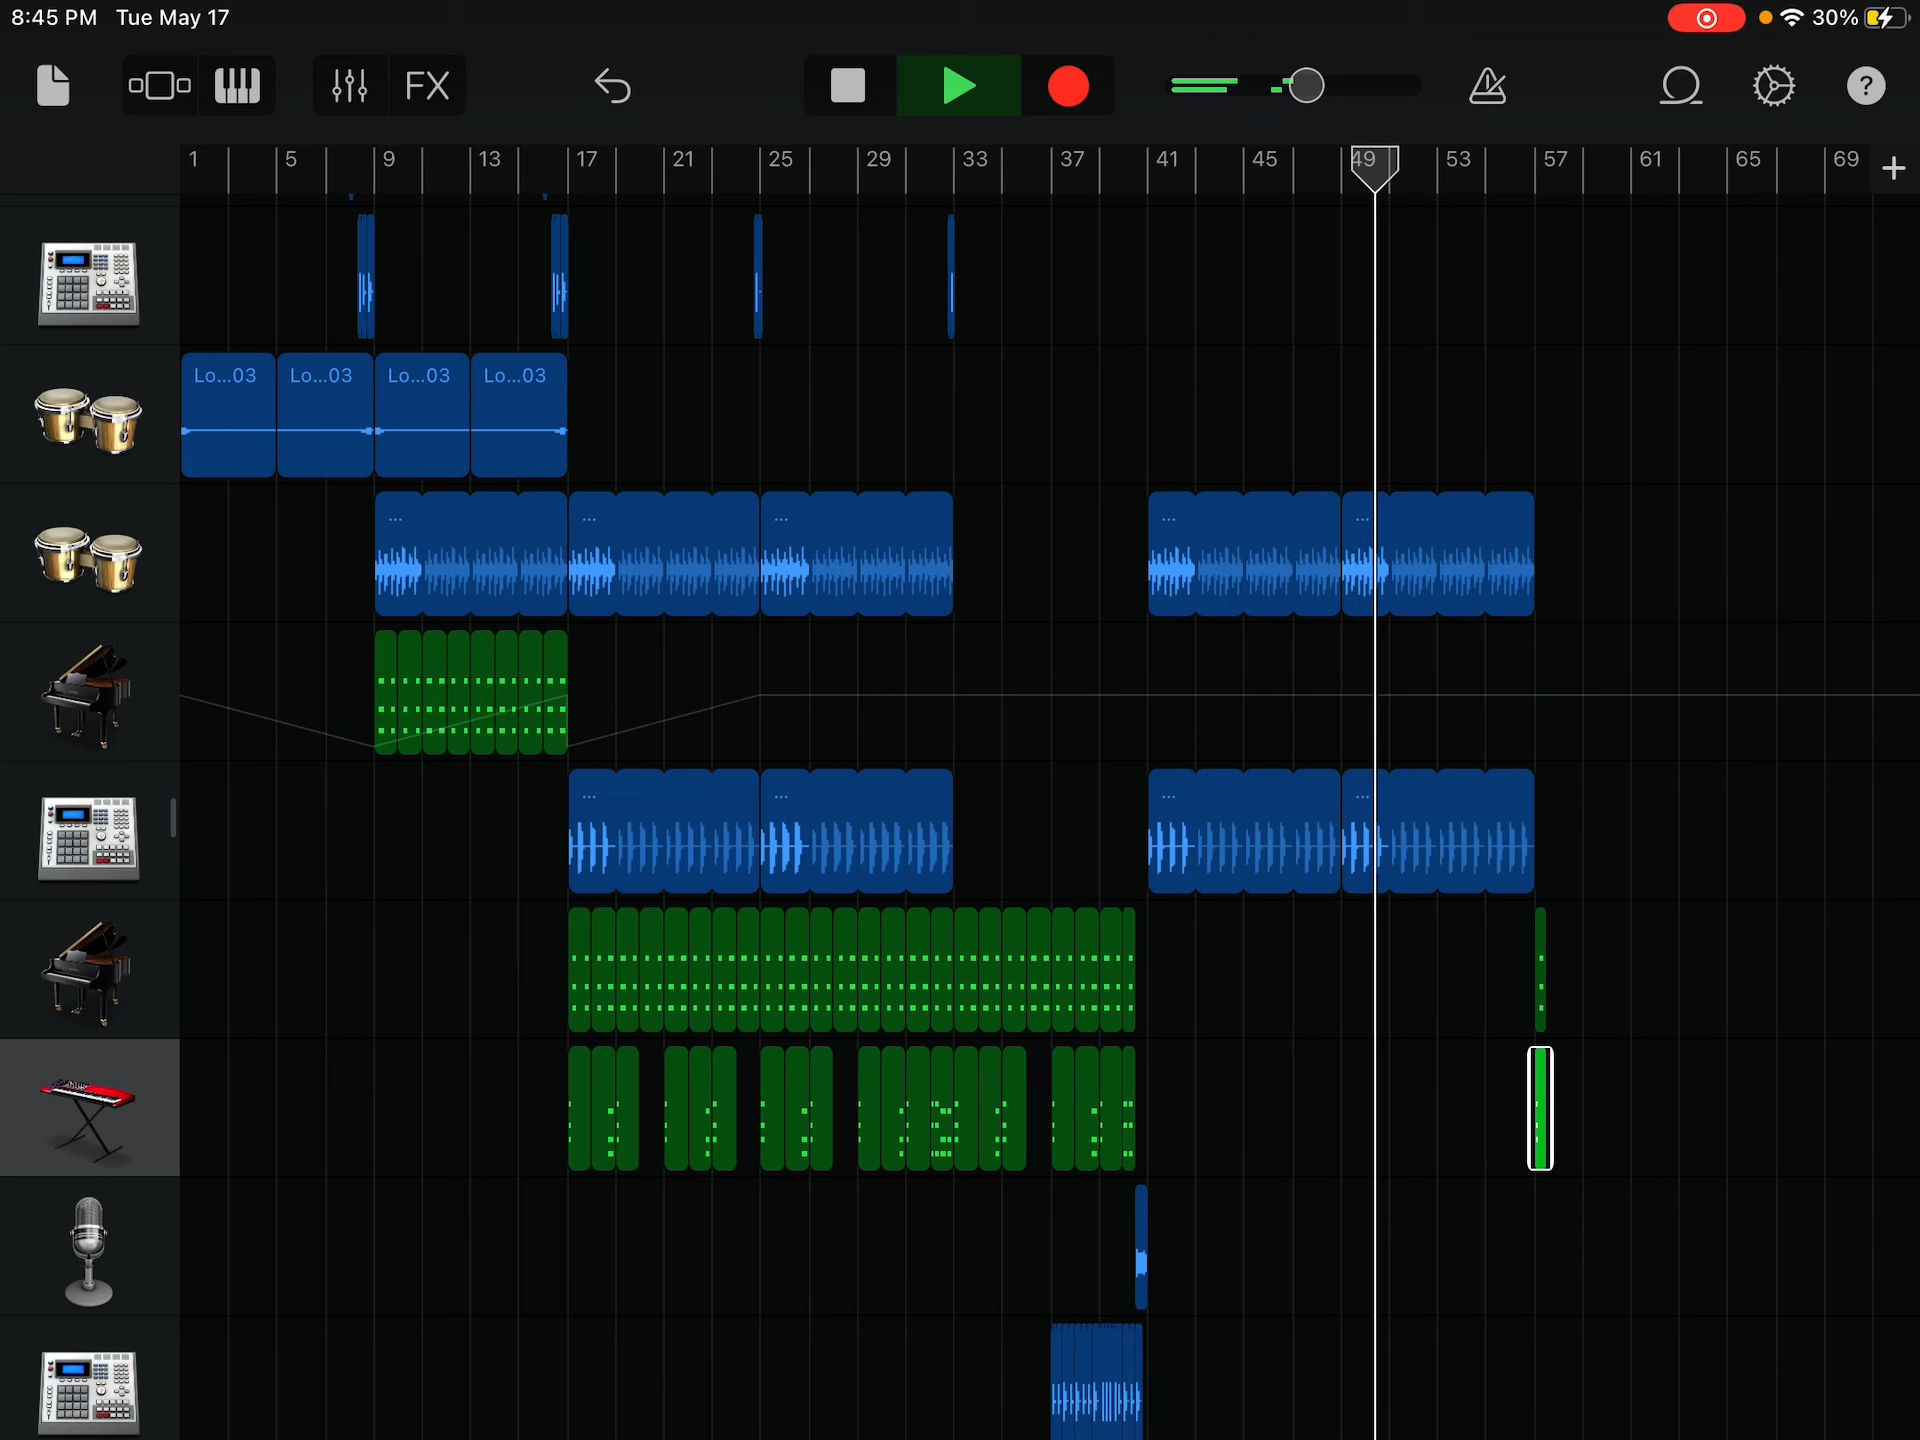 8:45 PM Tue May 17
30%
FX
?
1 5 9 13 17 21 25 29 33 37 41 45 49 53 57 61 65 69 +
Lo...03 Lo...03 Lo...03 Lo...03
... ... ... ... ...
... ... ... ...